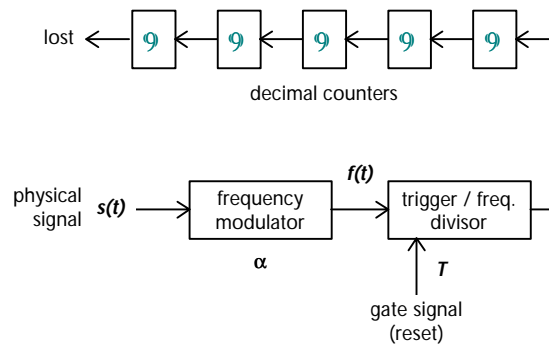 lost 9 9 9 9 9
decimal counters
f(t)
physical signal s(t)
frequency modulator
trigger / freq. divisor
α
T
gate signal
(reset)